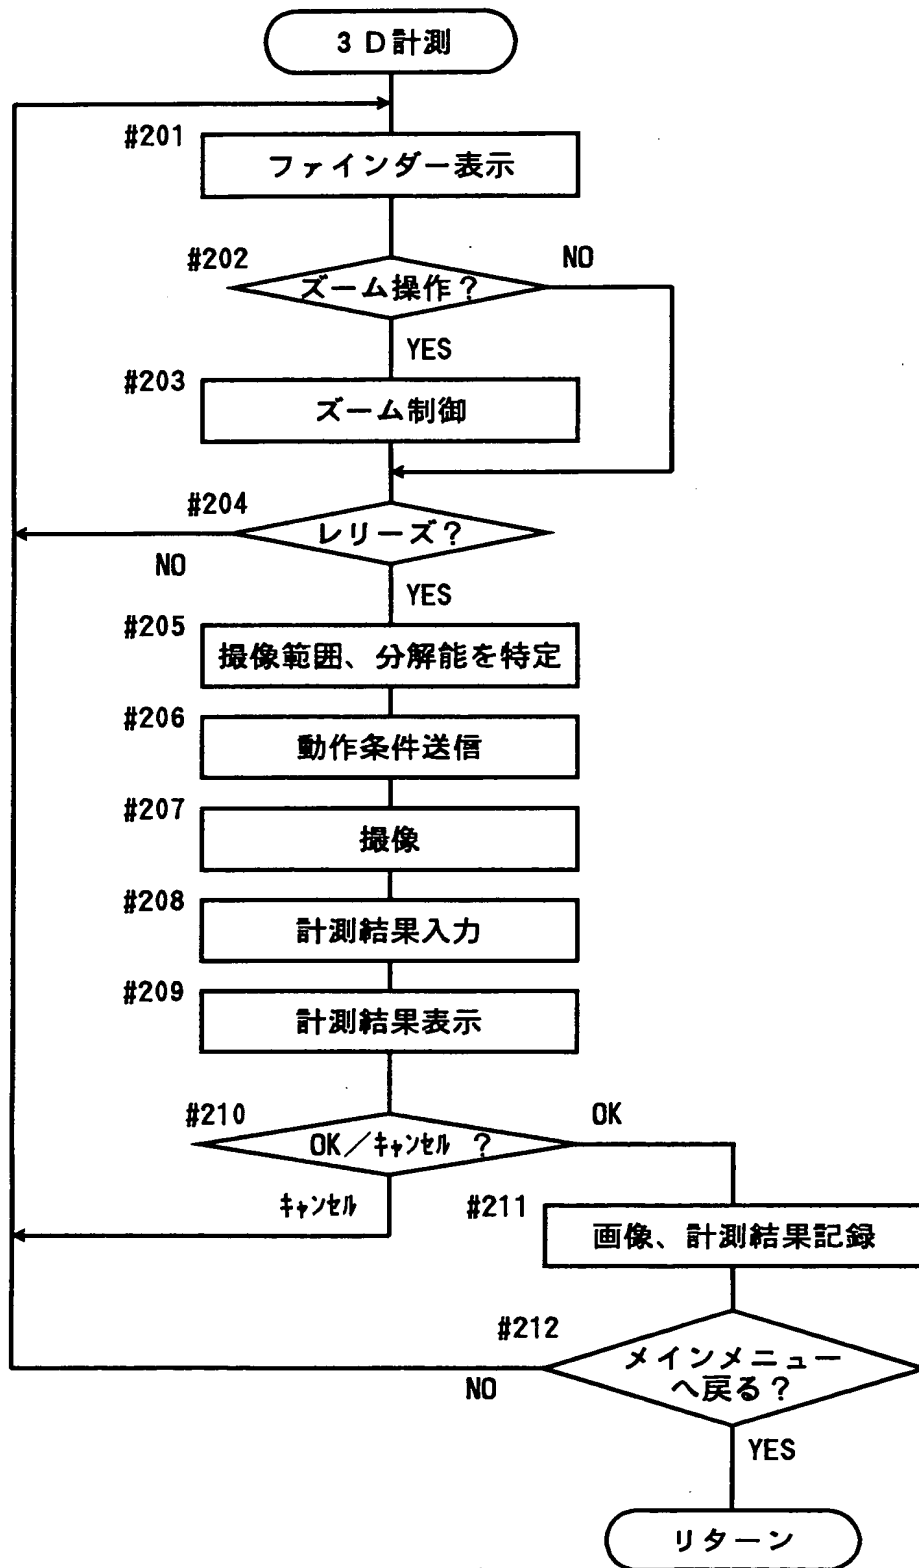 3D計測
#201
ファインダー表示
#202
NO
ズーム操作?
YES
#203
ズーム制御
#204
レリーズ?
NO
YES
#205
撮像範囲、分解能を特定
#206
動作条件送信
#207
撮像
#208
計測結果入力
#209
計測結果表示
#210
OK
OK/キャンセル ?
キャンセル
#211
画像、計測結果記録
#212
メインメニュー
へ戻る?
NO
YES
リターン